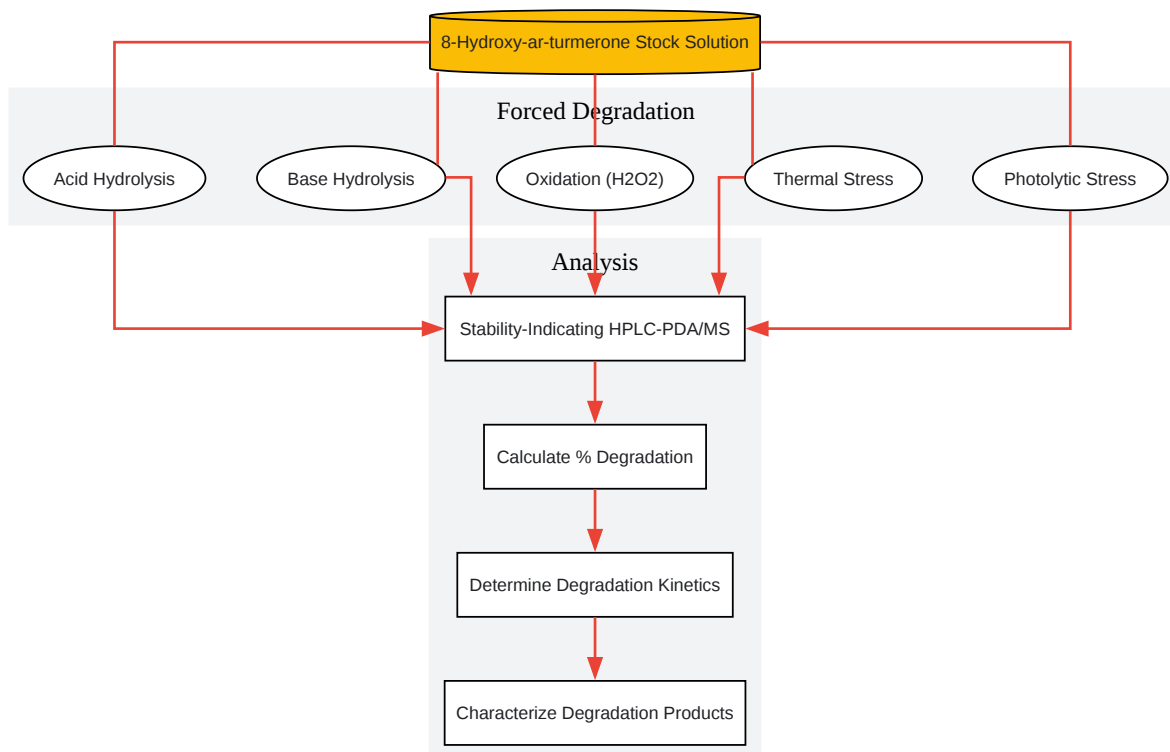 8-Hydroxy-ar-turmerone Stock Solution
Forced Degradation
Acid Hydrolysis
Base Hydrolysis
Oxidation (H2O2)
Thermal Stress
Photolytic Stress
Analysis
Stability-Indicating HPLC-PDA/MS
Calculate % Degradation
Determine Degradation Kinetics
Characterize Degradation Products